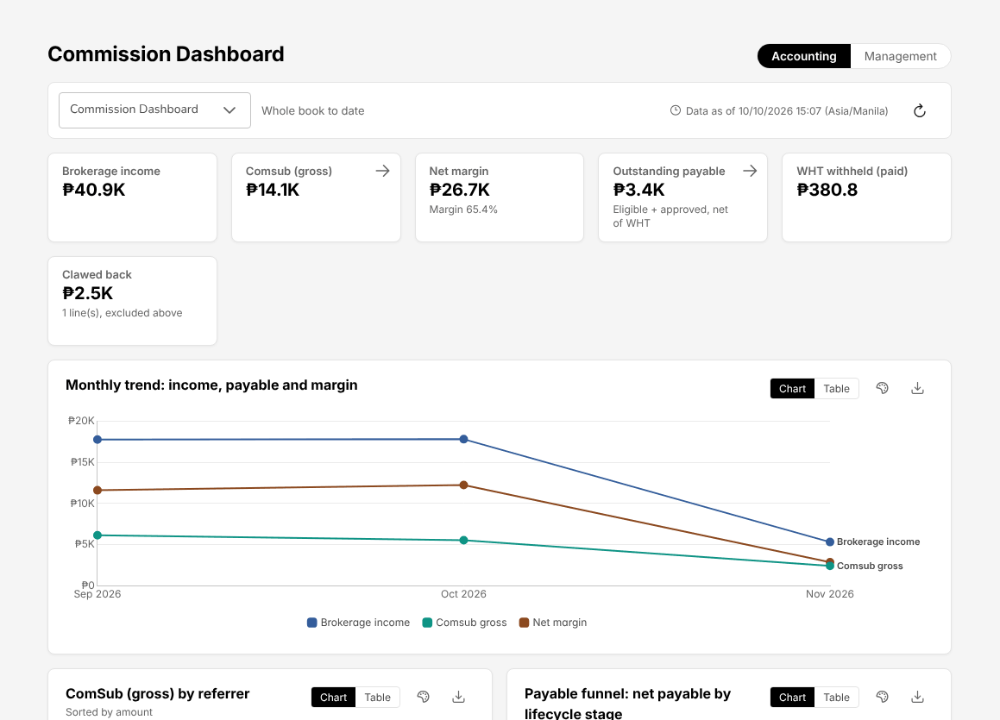 Commission Dashboard
Accounting
Management
Commission Dashboard
Whole book to date
Data as of 10/10/2026 15:07 (Asia/Manila)
Brokerage income
₱40.9K
Comsub (gross)
₱14.1K
Net margin
₱26.7K
Margin 65.4%
Outstanding payable
₱3.4K
Eligible + approved, net
of WHT
WHT withheld (paid)
₱380.8
Clawed back
₱2.5K
1 line(s), excluded above
Monthly trend: income, payable and margin
Chart
Table
₱20K
₱15K
₱10K
₱5K
₱0
Sep 2026
Oct 2026
Nov 2026
Brokerage income
Comsub gross
Brokerage income
Comsub gross
Net margin
ComSub (gross) by referrer
Sorted by amount
Chart
Table
Payable funnel: net payable by
lifecycle stage
Chart
Table